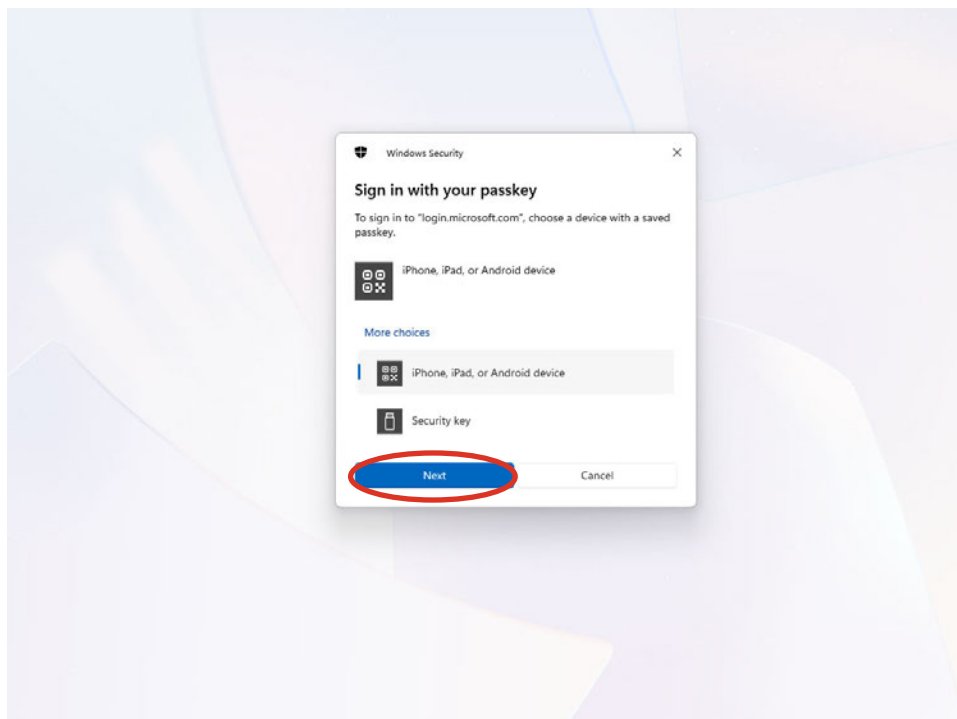 Windows Security
Sign in with your passkey
To sign in to "login.microsoft.com", choose a device with a saved
passkey.
iPhone, iPad, or Android device
More choices
iPhone, iPad, or Android device
Security key
Next
Cancel